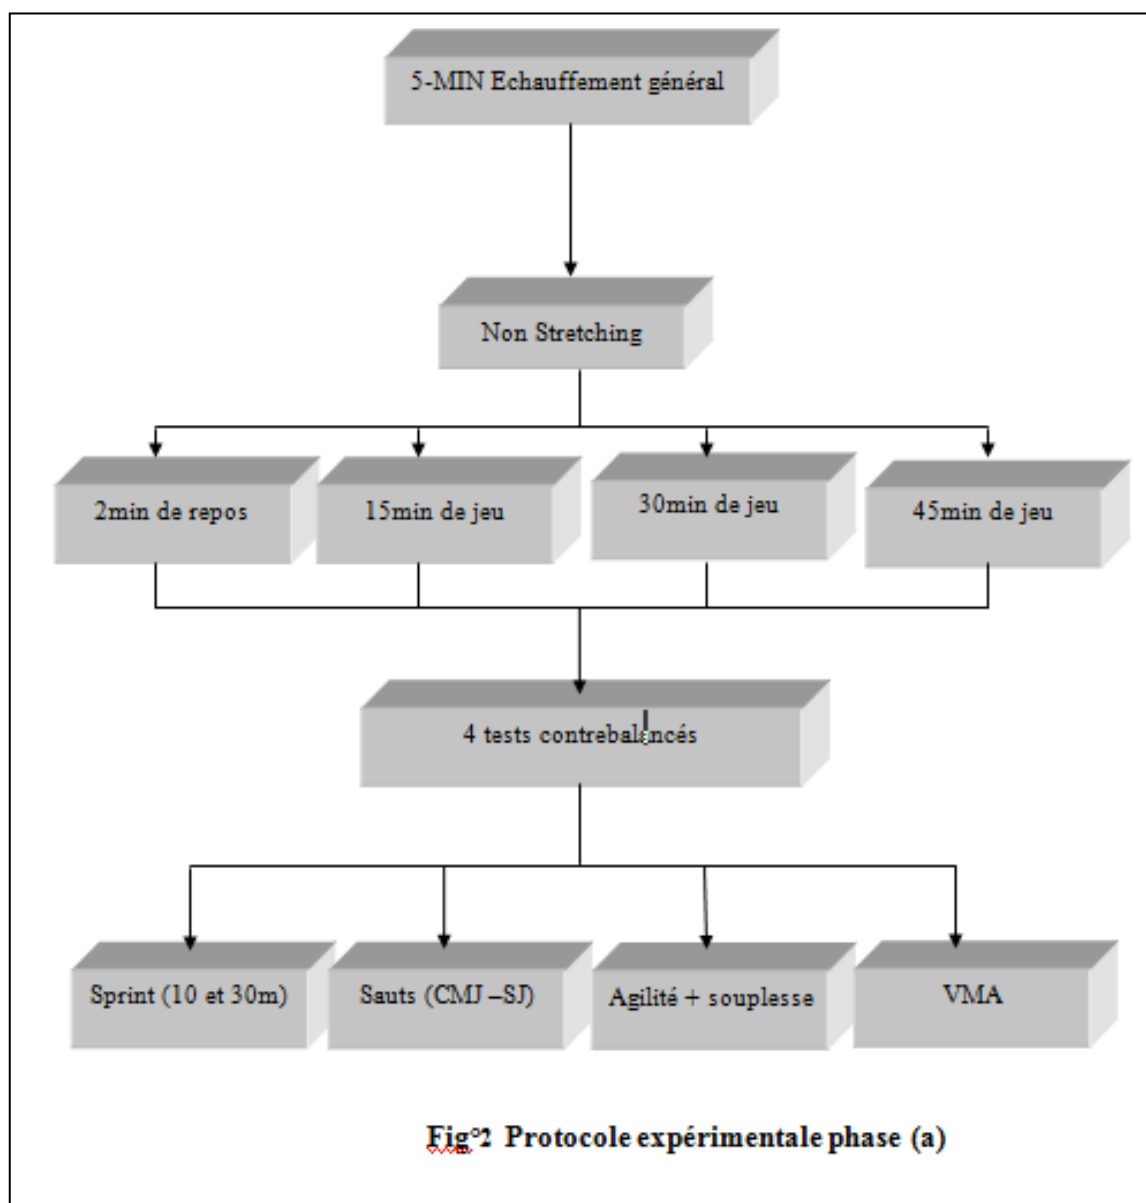 5-MIN Echauffement général
Non Stretching
2min de repos
15min de jeu
30min de jeu
45min de jeu
4 tests contrebalancés
Sprint (10 et 30m)
Sauts (CMJ –SJ)
Agilité + souplesse
VMA
Fig°2 Protocole expérimentale phase (a)